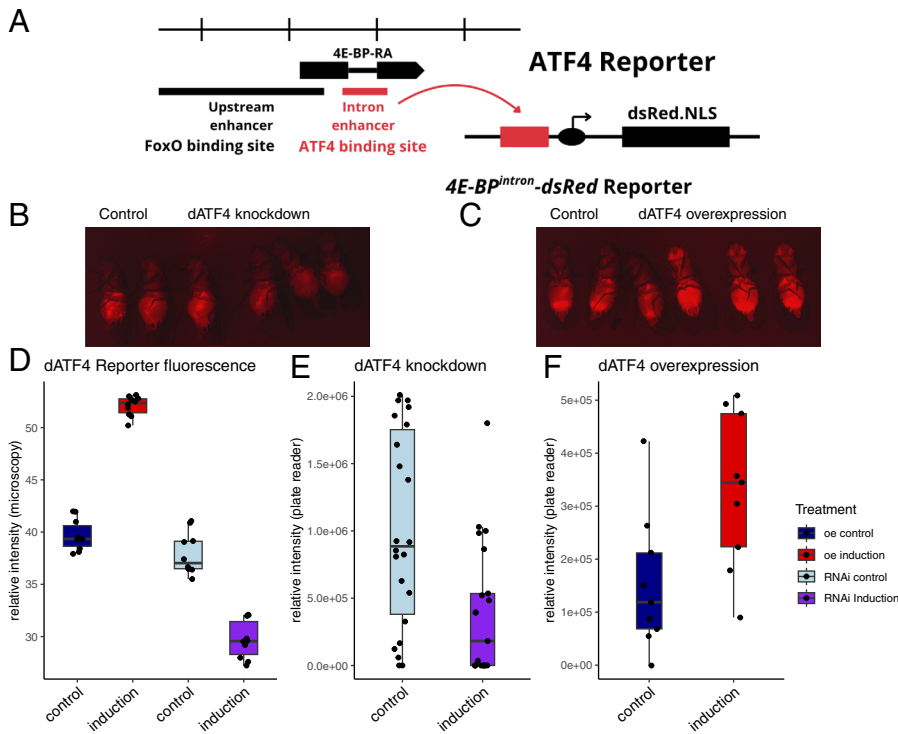 A
4E-BP-RA
ATF4 Reporter
Upstream
enhancer
FoxO binding site
Intron
enhancer
ATF4 binding site
dsRed.NLS
4E-BPintron-dsRed Reporter
B
Control
dATF4 knockdown
C
Control
dATF4 overexpression
D
dATF4 Reporter fluorescence
relative intensity (microscopy)
50
45
40
35
30
control
induction
control
induction
E
dATF4 knockdown
relative intensity (plate reader)
2.0e+06
1.5e+06
1.0e+06
5.0e+05
0.0e+00
control
induction
F
dATF4 overexpression
relative intensity (plate reader)
5e+05
4e+05
3e+05
2e+05
1e+05
0e+00
control
induction
Treatment
oe control
oe induction
RNAi control
RNAi Induction